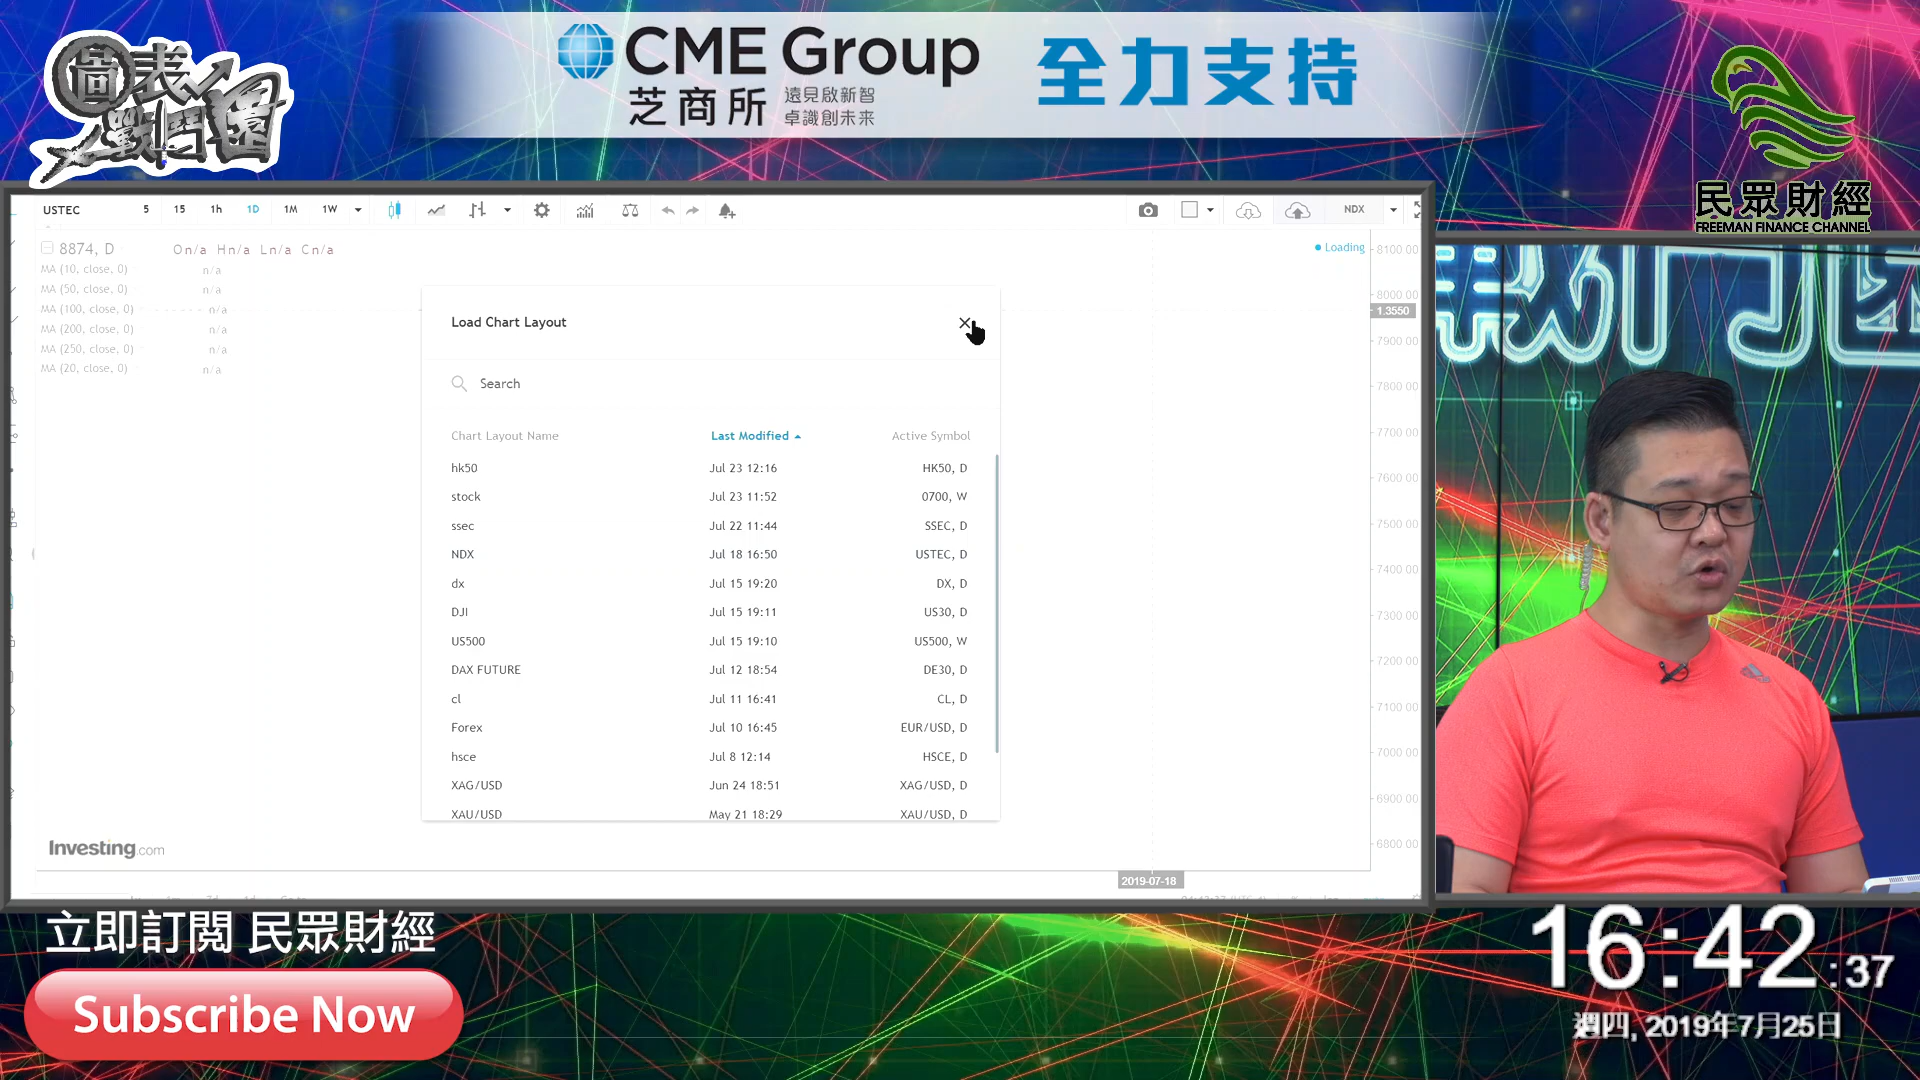 圖表
戰鬥圈
CME Group
芝商所
遠見啟新智
卓識創未來
全力支持
民眾財經
FREEMAN FINANCE CHANNEL
USTEC 5 15 1h 1D 1M 1W NDX
8874, D On/a Hn/a Ln/a Cn/a
Loading
MA (10, close, 0) n/a
MA (50, close, 0) n/a
MA (100, close, 0) n/a
MA (200, close, 0) n/a
MA (250, close, 0) n/a
MA (20, close, 0) n/a
8100.00
8000.00
1.3550
7900.00
7800.00
7700.00
7600.00
7500.00
7400.00
7300.00
7200.00
7100.00
7000.00
6900.00
6800.00
Load Chart Layout
Search
Chart Layout Name Last Modified Active Symbol
hk50 Jul 23 12:16 HK50, D
stock Jul 23 11:52 0700, W
ssec Jul 22 11:44 SSEC, D
NDX Jul 18 16:50 USTEC, D
dx Jul 15 19:20 DX, D
DJI Jul 15 19:11 US30, D
US500 Jul 15 19:10 US500, W
DAX FUTURE Jul 12 18:54 DE30, D
cl Jul 11 16:41 CL, D
Forex Jul 10 16:45 EUR/USD, D
hsce Jul 8 12:14 HSCE, D
XAG/USD Jun 24 18:51 XAG/USD, D
XAU/USD May 21 18:29 XAU/USD, D
Investing.com
2019-07-18
立即訂閱 民眾財經
Subscribe Now
16:42:37
週四, 2019年7月25日